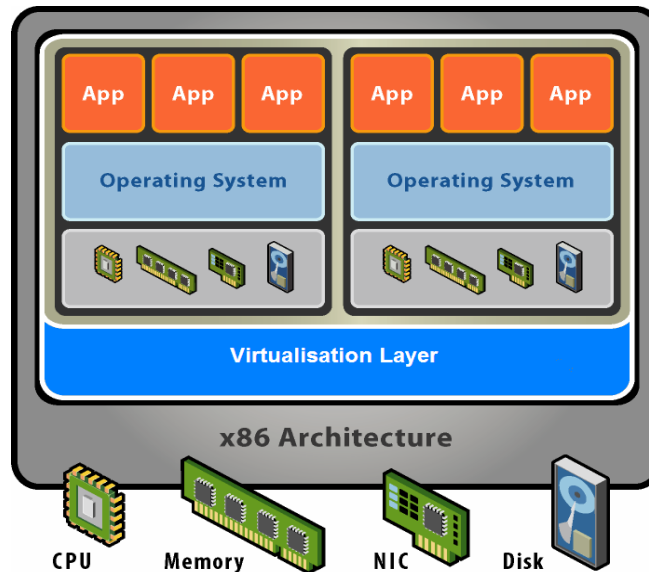 App App App App App App
Operating System Operating System
Virtualisation Layer
x86 Architecture
CPU Memory NIC Disk